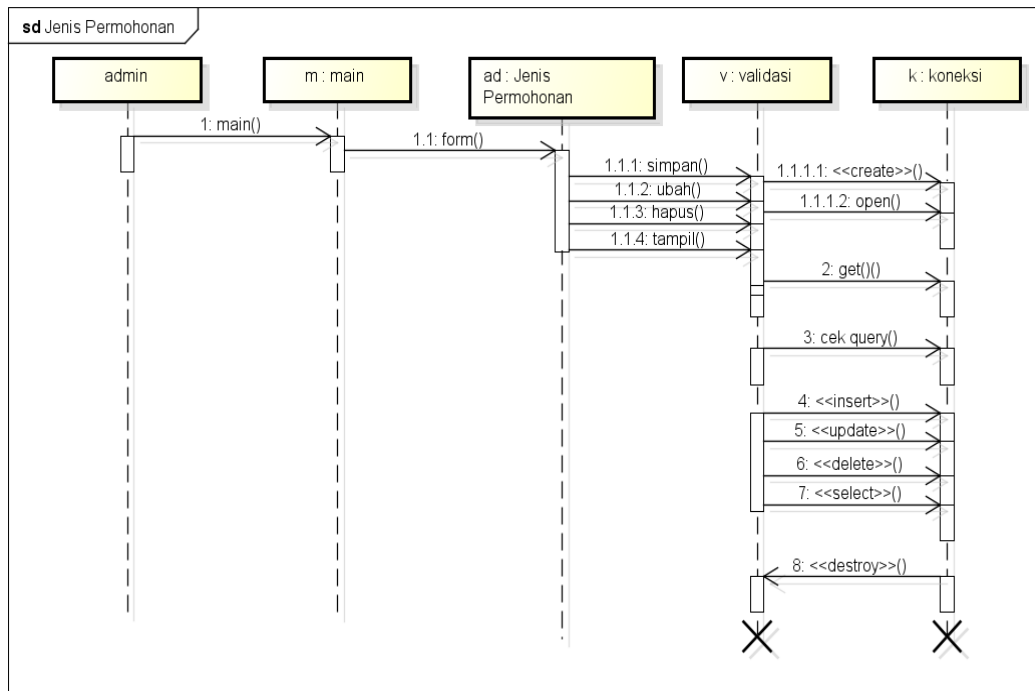 sd Jenis Permohonan
admin
m : main
ad : Jenis
Permohonan
v : validasi
k : koneksi
1: main()
1.1: form()
1.1.1: simpan()
1.1.1.1: <<create>>()
1.1.2: ubah()
1.1.1.2: open()
1.1.3: hapus()
1.1.4: tampil()
2: get()()
3: cek query()
4: <<insert>>()
5: <<update>>()
6: <<delete>>()
7: <<select>>()
8: <<destroy>>()